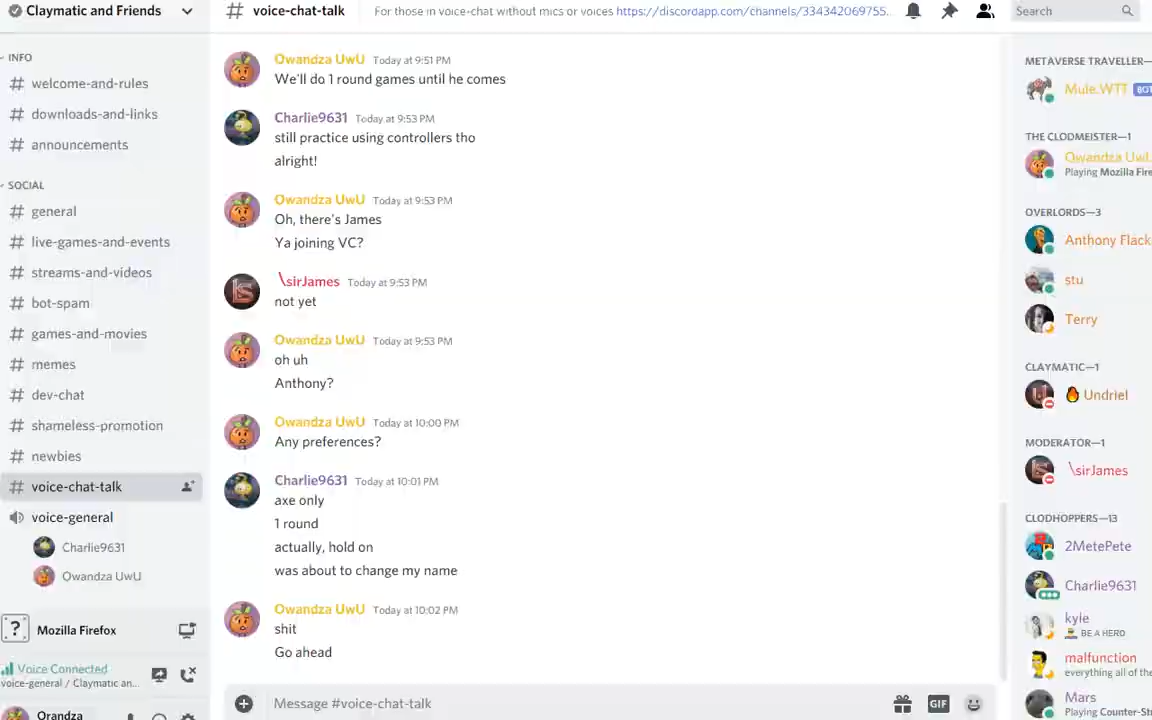 Claymatic and Friends
INFO
# welcome-and-rules
# downloads-and-links
# announcements
SOCIAL
# general
# live-games-and-events
# streams-and-videos
# bot-spam
# games-and-movies
# memes
# dev-chat
# shameless-promotion
# newbies
# voice-chat-talk
voice-general
Charlie9631
Owandza UwU
?
Mozilla Firefox
Voice Connected
voice-general / Claymatic an...
Orandza
# voice-chat-talk
For those in voice-chat without mics or voices https://discordapp.com/channels/334342069755...
Search
Owandza UwU Today at 9:51 PM
We'll do 1 round games until he comes
Charlie9631 Today at 9:53 PM
still practice using controllers tho
alright!
Owandza UwU Today at 9:53 PM
Oh, there's James
Ya joining VC?
\sirJames Today at 9:53 PM
not yet
Owandza UwU Today at 9:53 PM
oh uh
Anthony?
Owandza UwU Today at 10:00 PM
Any preferences?
Charlie9631 Today at 10:01 PM
axe only
1 round
actually, hold on
was about to change my name
Owandza UwU Today at 10:02 PM
shit
Go ahead
Message #voice-chat-talk
GIF
METAVERSE TRAVELLER—
Mule.WTT BOT
THE CLODMEISTER—1
Owandza UwU
Playing Mozilla Fire
OVERLORDS—3
Anthony Flack
stu
Terry
CLAYMATIC—1
Undriel
MODERATOR—1
\sirJames
CLODHOPPERS—13
2MetePete
Charlie9631
kyle
BE A HERO
malfunction
everything all of the
Mars
Playing Counter-St